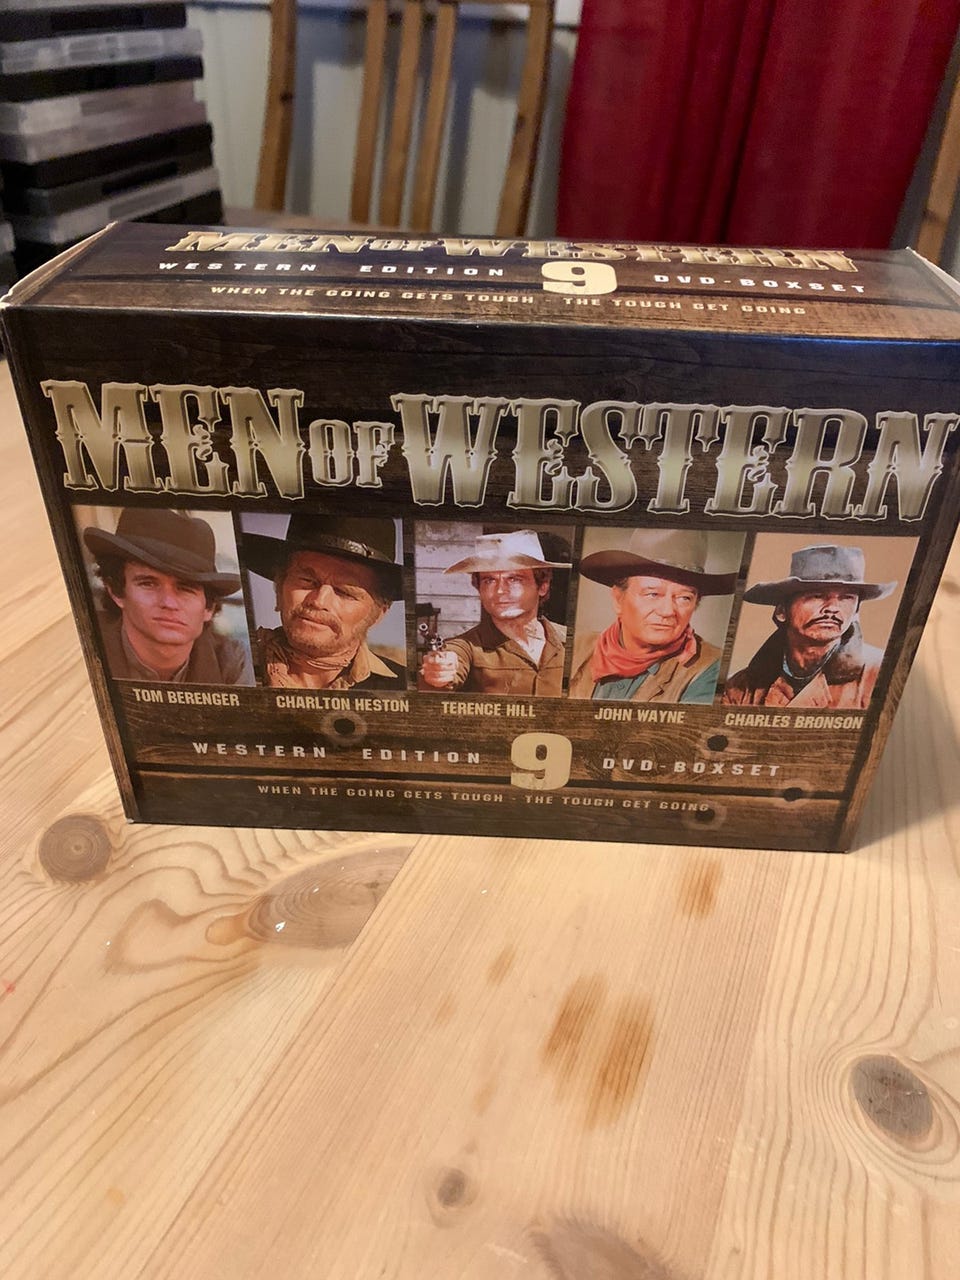 MEN OF WESTERN
WESTERN EDITION 9 DVD-BOXSET
WHEN THE GOING GETS TOUGH - THE TOUGH GET GOING
MEN OF WESTERN
TOM BERENGER CHARLTON HESTON TERENCE HILL JOHN WAYNE CHARLES BRONSON
WESTERN EDITION 9 DVD-BOXSET
WHEN THE GOING GETS TOUGH - THE TOUGH GET GOING